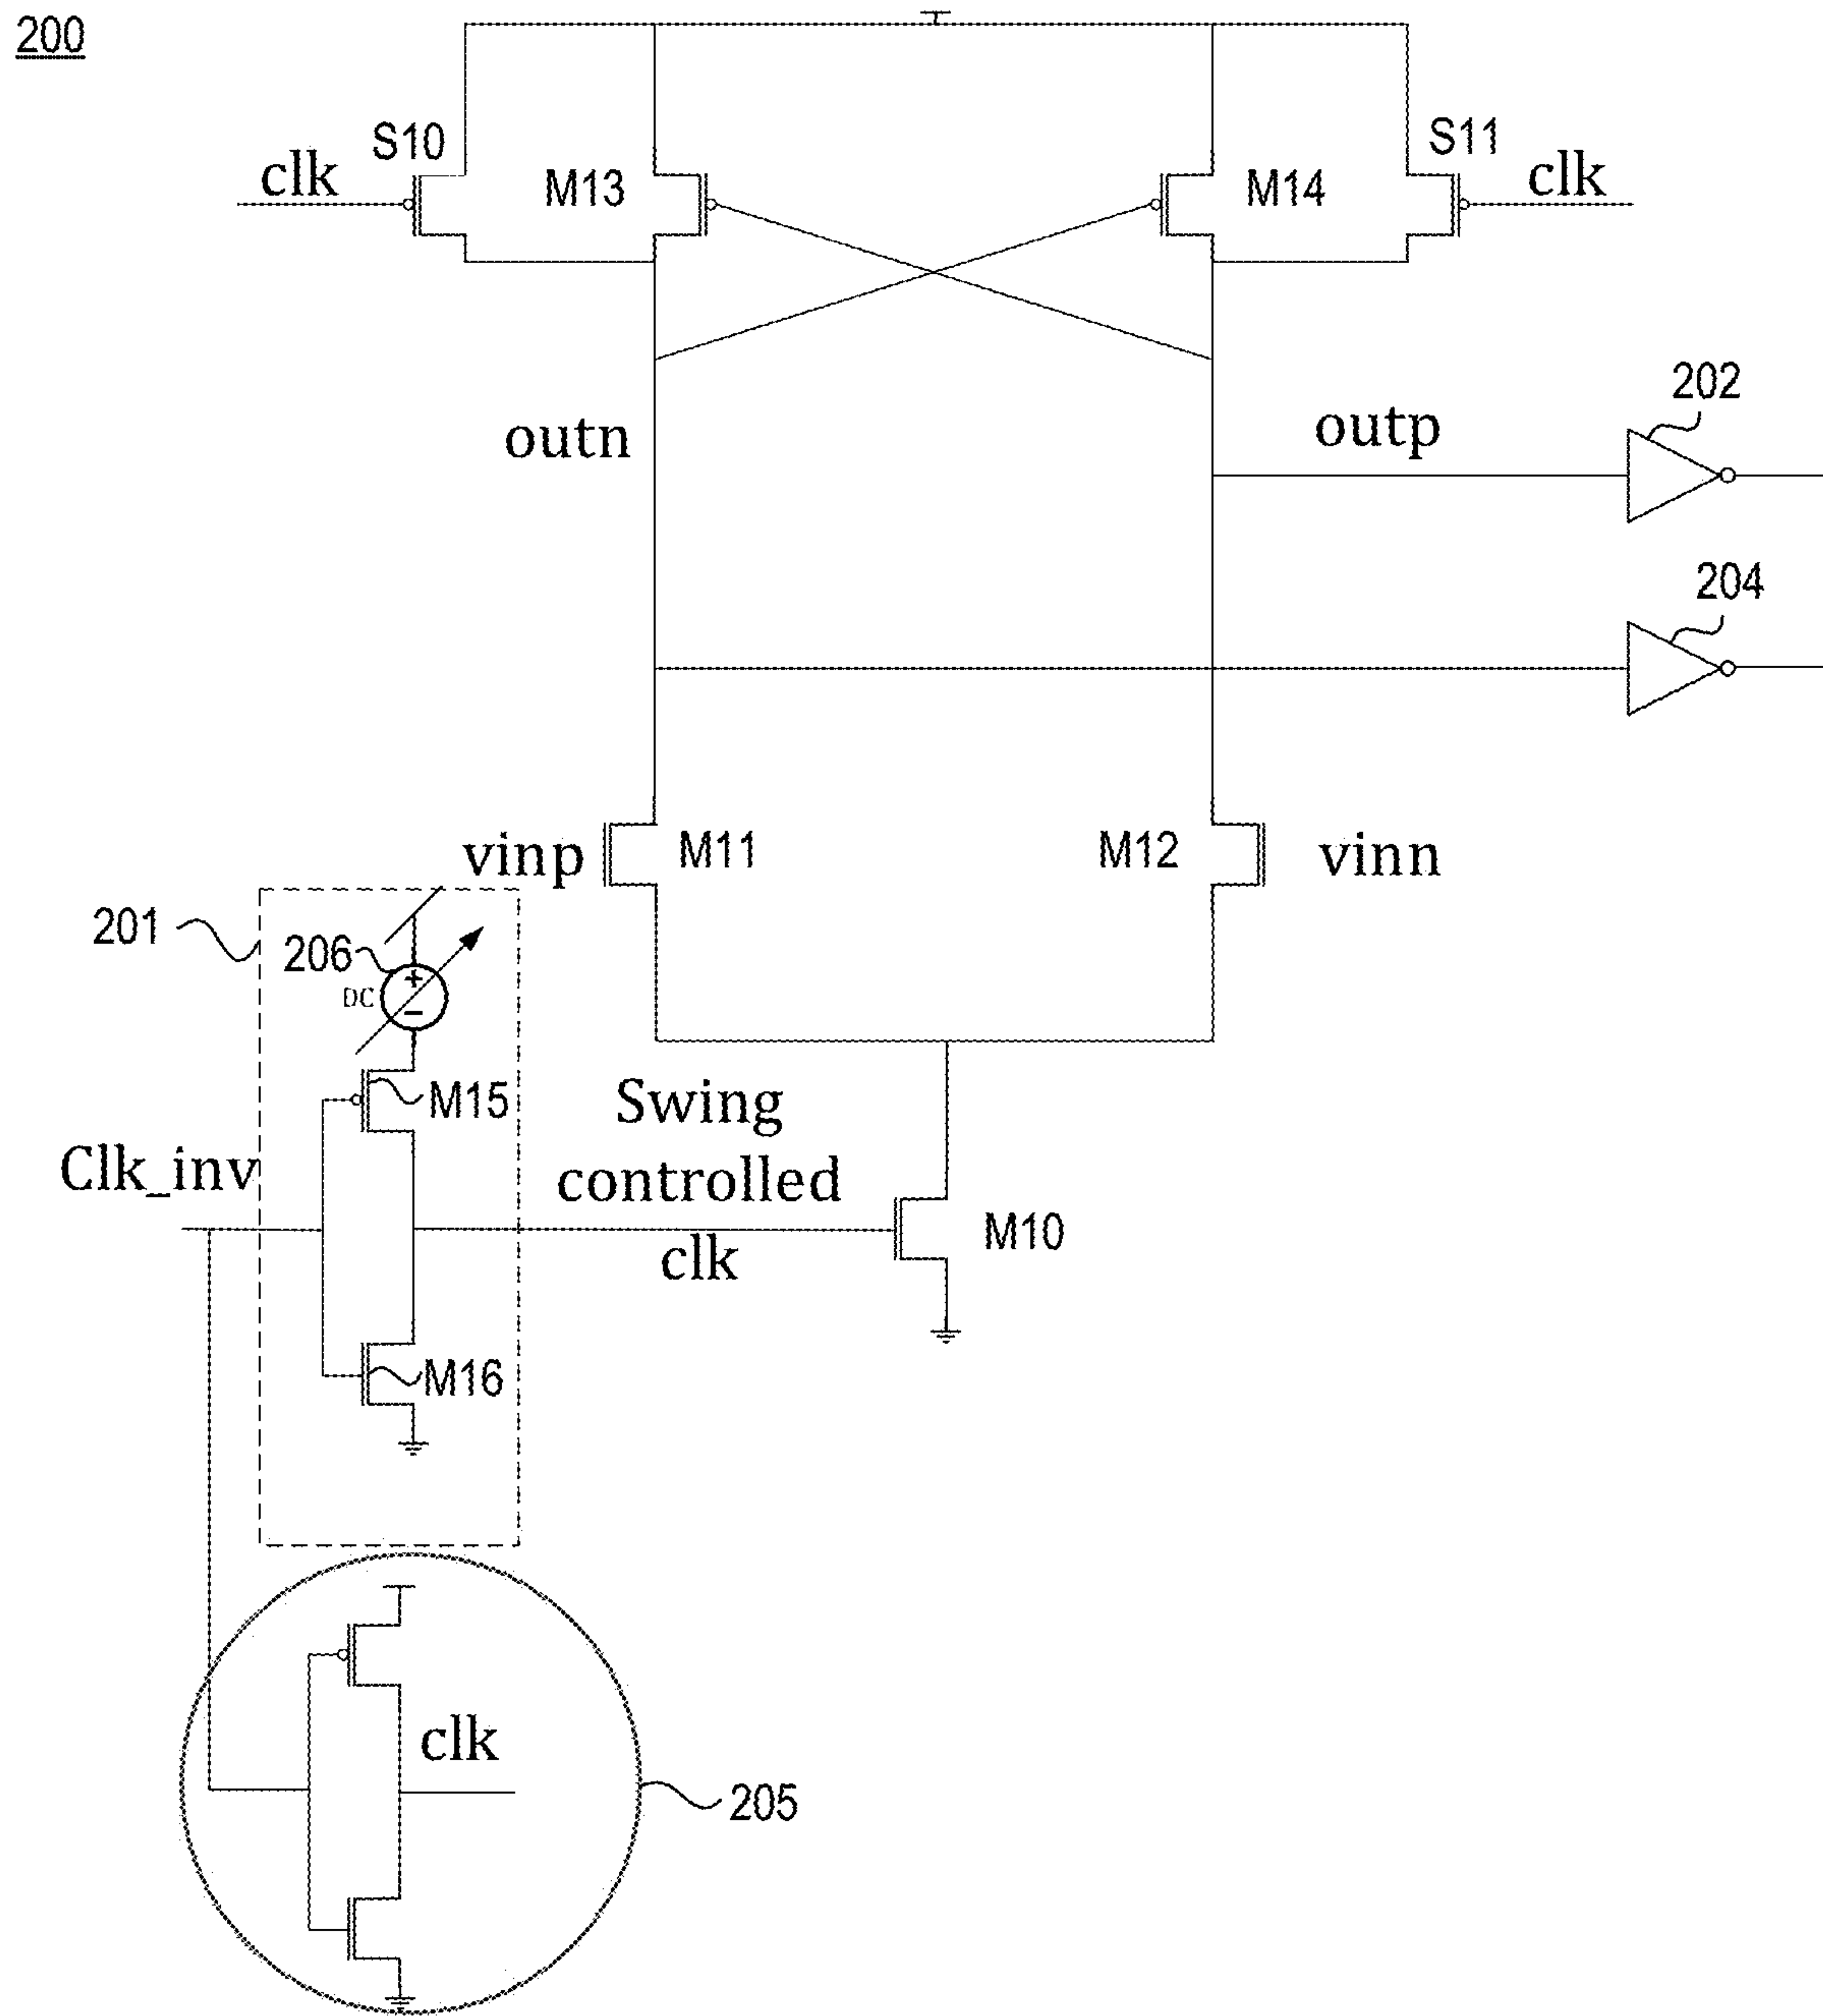 200
S10
S11
clk
M13
M14
clk
202
outn
outp
204
vinp
M11
M12
vinn
201
206
+
DC
−
M15
Swing
controlled
clk
Clk_inv
M10
M16
clk
205